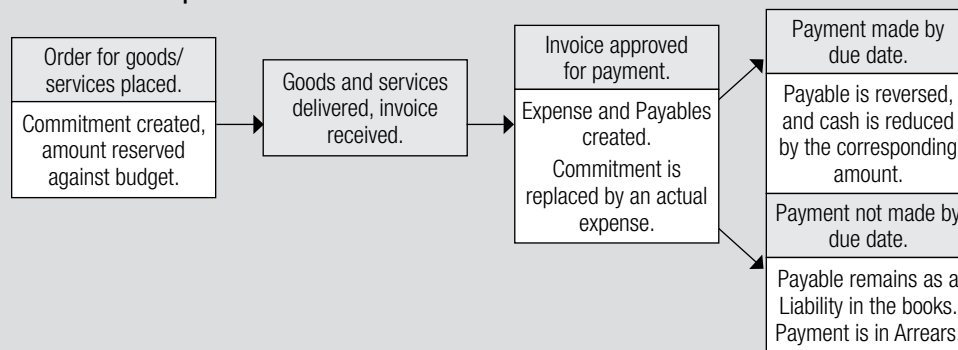 Order for goods/
services placed.
Commitment created,
amount reserved
against budget.
Goods and services
delivered, invoice
received.
Invoice approved
for payment.
Expense and Payables
created.
Commitment is
replaced by an actual
expense.
Payment made by
due date.
Payable is reversed,
and cash is reduced
by the corresponding
amount.
Payment not made by
due date.
Payable remains as a
Liability in the books.
Payment is in Arrears